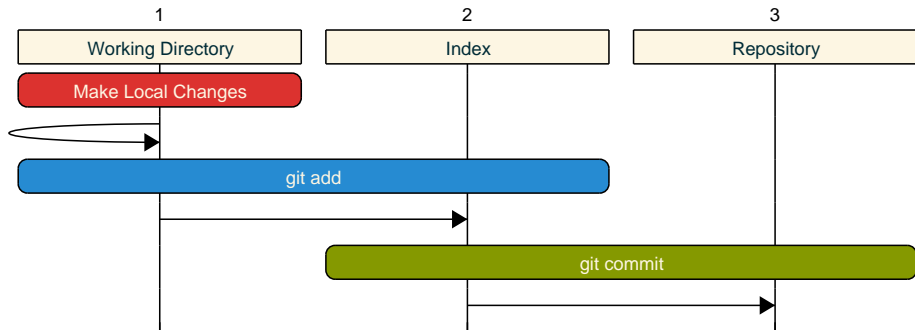 1 2 3
Working Directory Index Repository
Make Local Changes
git add
git commit